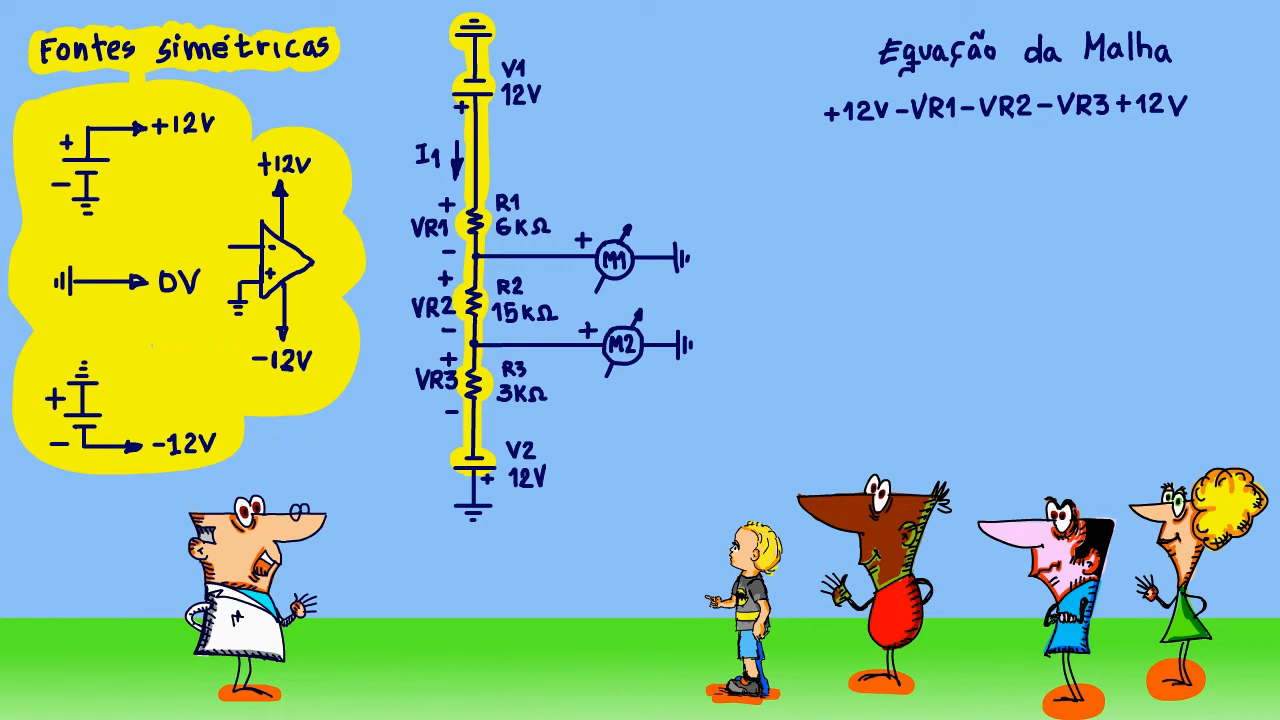 Fontes simétricas
+ +12V
−
+12V
-
+
0V
-12V
+
− -12V
V1
12V
+
I1
+
VR1
−
R1
6KΩ
+ M1
+
VR2
−
R2
15KΩ
+ M2
+
VR3
−
R3
3KΩ
V2
12V
+
Equação da Malha
+12V-VR1-VR2-VR3+12V
M